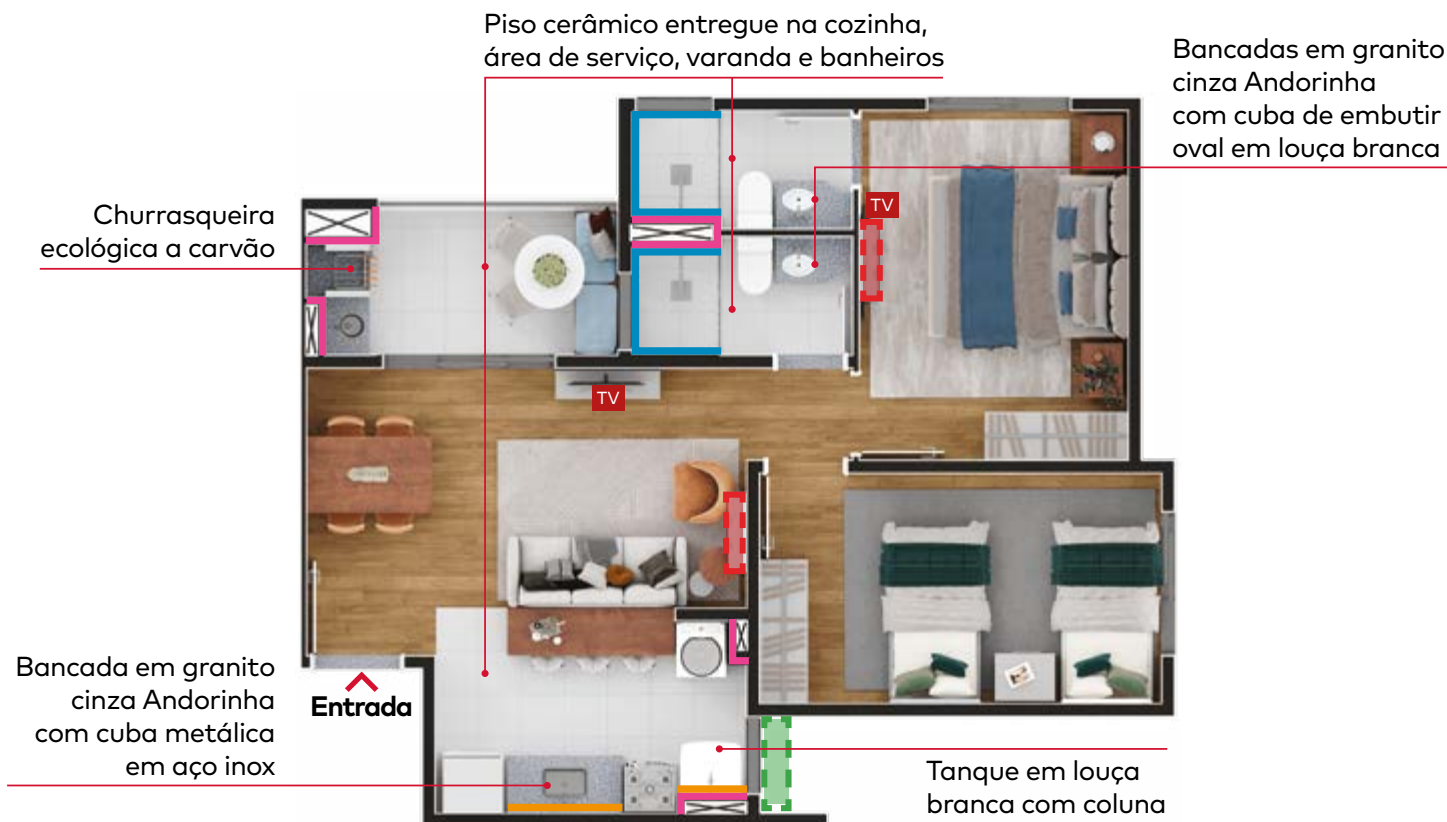 Piso cerâmico entregue na cozinha,
área de serviço, varanda e banheiros
Bancadas em granito
cinza Andorinha
com cuba de embutir
oval em louça branca
Churrasqueira
ecológica a carvão
TV
TV
Bancada em granito
cinza Andorinha
com cuba metálica
em aço inox
Entrada
Tanque em louça
branca com coluna